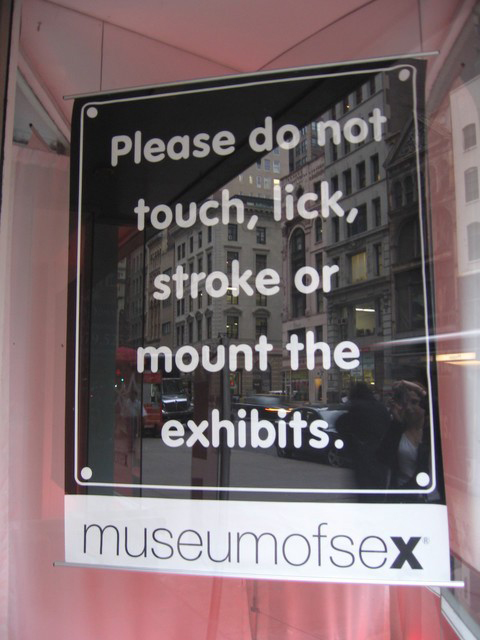 Please do not
touch, lick,
stroke or
mount the
exhibits.
museumofsex®